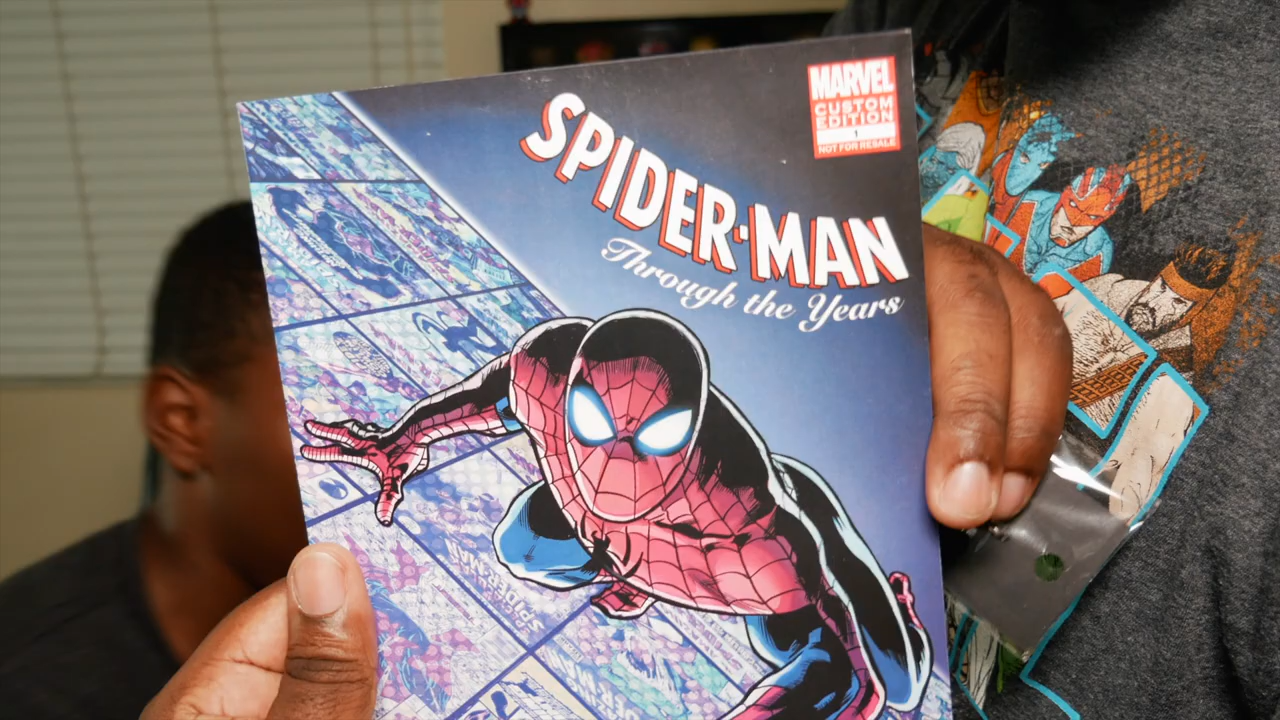 MARVEL
CUSTOM
EDITION
1
NOT FOR RESALE
SPIDER-MAN
Through the Years